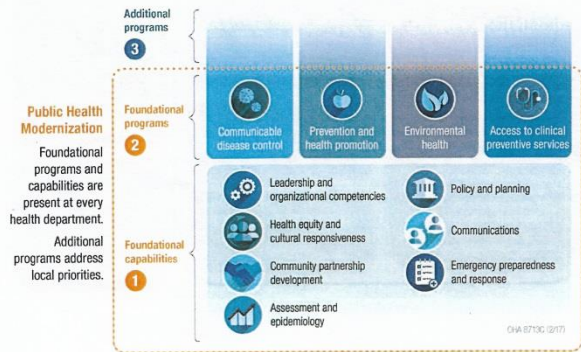 Additional
programs
3
Public Health
Modernization
Foundational
programs and
capabilities are
present at every
health department.
Additional
programs address
local priorities.
Foundational
programs
2
Communicable
disease control
Prevention and
health promotion
Environmental
health
Access to clinical
preventive services
Foundational
capabilities
1
Leadership and
organizational competencies
Health equity and
cultural responsiveness
Community partnership
development
Assessment and
epidemiology
Policy and planning
Communications
Emergency preparedness
and response
OHA 8713C (3/17)